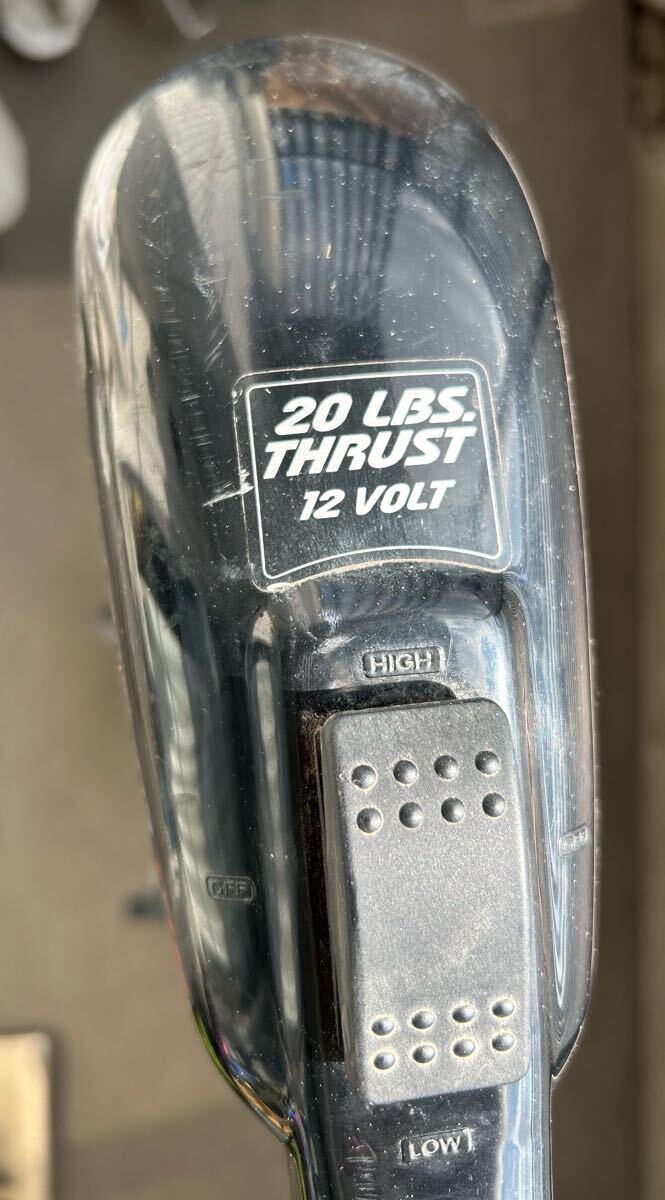 20 LBS.
THRUST
12 VOLT
HIGH
OFF
LOW